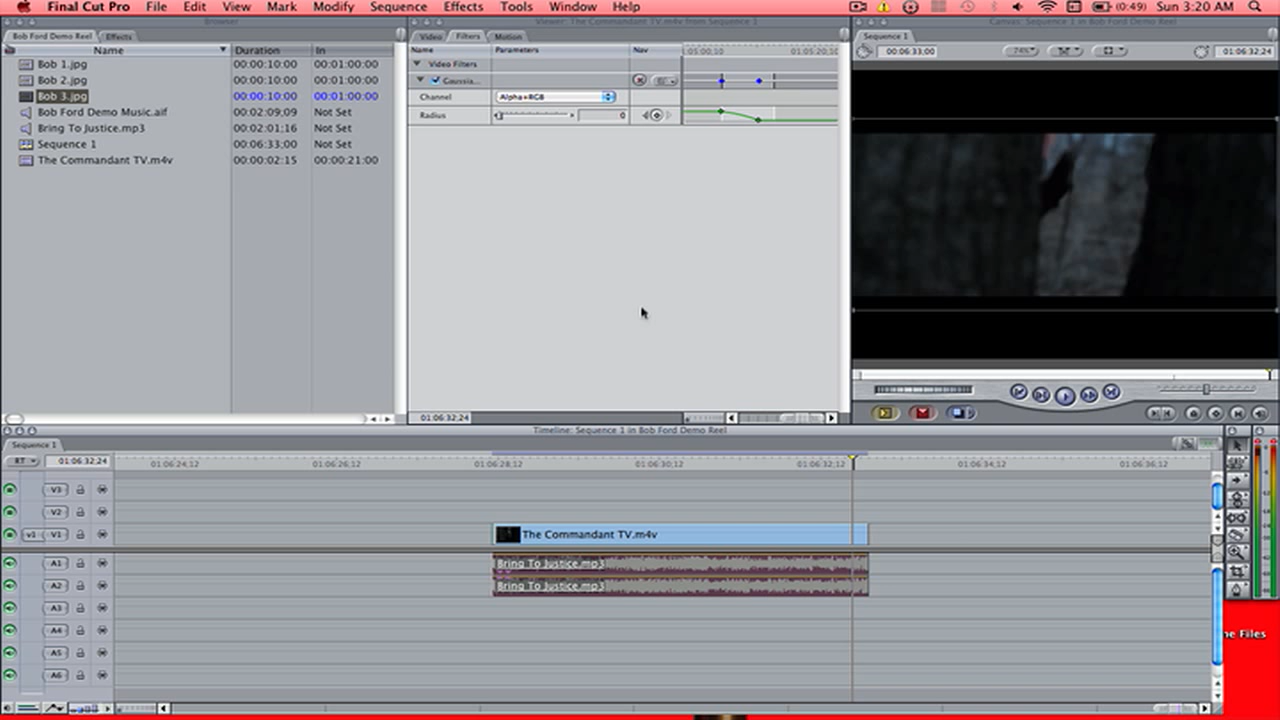 Final Cut Pro File Edit View Mark Modify Sequence Effects Tools Window Help (0:49) Sun 3:20 AM
Browser
Viewer: The Commandant TV.m4v from Sequence 1
Canvas: Sequence 1 in Bob Ford Demo Reel
Bob Ford Demo Reel Effects
Video Filters Motion
Sequence 1
Name Duration In
Name Parameters Nav 01:05:20;10
00:06:33;00 01:06:32;24
Bob 1.jpg 00:00:10:00 00:01:00:00
Bob 2.jpg 00:00:10:00 00:01:00:00
Bob 3.jpg 00:00:10:00 00:01:00:00
Bob Ford Demo Music.aif 00:02:09;09 Not Set
Bring To Justice.mp3 00:02:01;16 Not Set
Sequence 1 00:06:33;00 Not Set
The Commandant TV.m4v 00:00:02:15 00:00:21:00
Video Filters
Gaussia...
Channel Alpha+RGB
Radius 0
01:06:32;24
Timeline: Sequence 1 in Bob Ford Demo Reel
Sequence 1
RT 01:06:32;24 01:06:24;12 01:06:26;12 01:06:28;12 01:06:30;12 01:06:32;12 01:06:34;12 01:06:36;12
V3
V2
v1 V1 The Commandant TV.m4v
A1 Bring To Justice.mp3
A2 Bring To Justice.mp3
A3
A4
A5
A6
ne Files